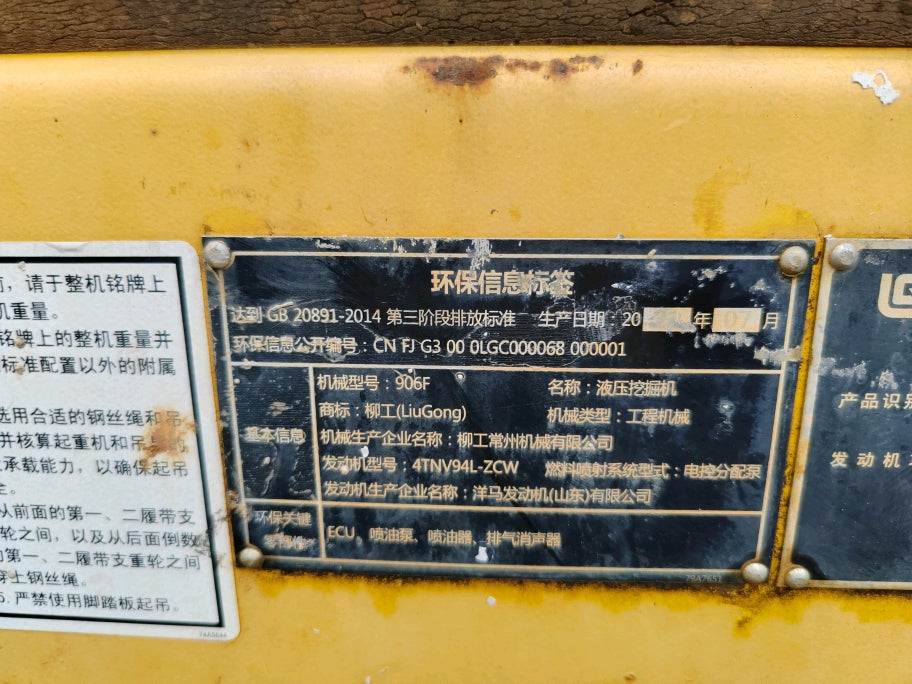 前，请于整机铭牌上
机重量。
铭牌上的整机重量并
标准配置以外的附属
选用合适的钢丝绳和吊
并核算起重机和吊
承载能力，以确保起吊
从前面的第一、二履带支
轮之间，以及从后面倒数
的第一、二履带支重轮之间
穿上钢丝绳。
5. 严禁使用脚踏板起吊。
74A5E44
环保信息标签
达到 GB 20891-2014 第三阶段排放标准 生产日期 20 年 07 月
环保信息公开编号：CN FJ G3 00 0LGC000068 000001
基本信息
机械型号：906F 名称：液压挖掘机
商标：柳工(LiuGong) 机械类型：工程机械
机械生产企业名称：柳工常州机械有限公司
发动机型号：4TNV94L-ZCW 燃料喷射系统型式：电控分配泵
发动机生产企业名称：洋马发动机(山东)有限公司
环保关键
零部件
ECU、喷油泵、喷油器、排气消声器
79A7651
产品识别
发动机